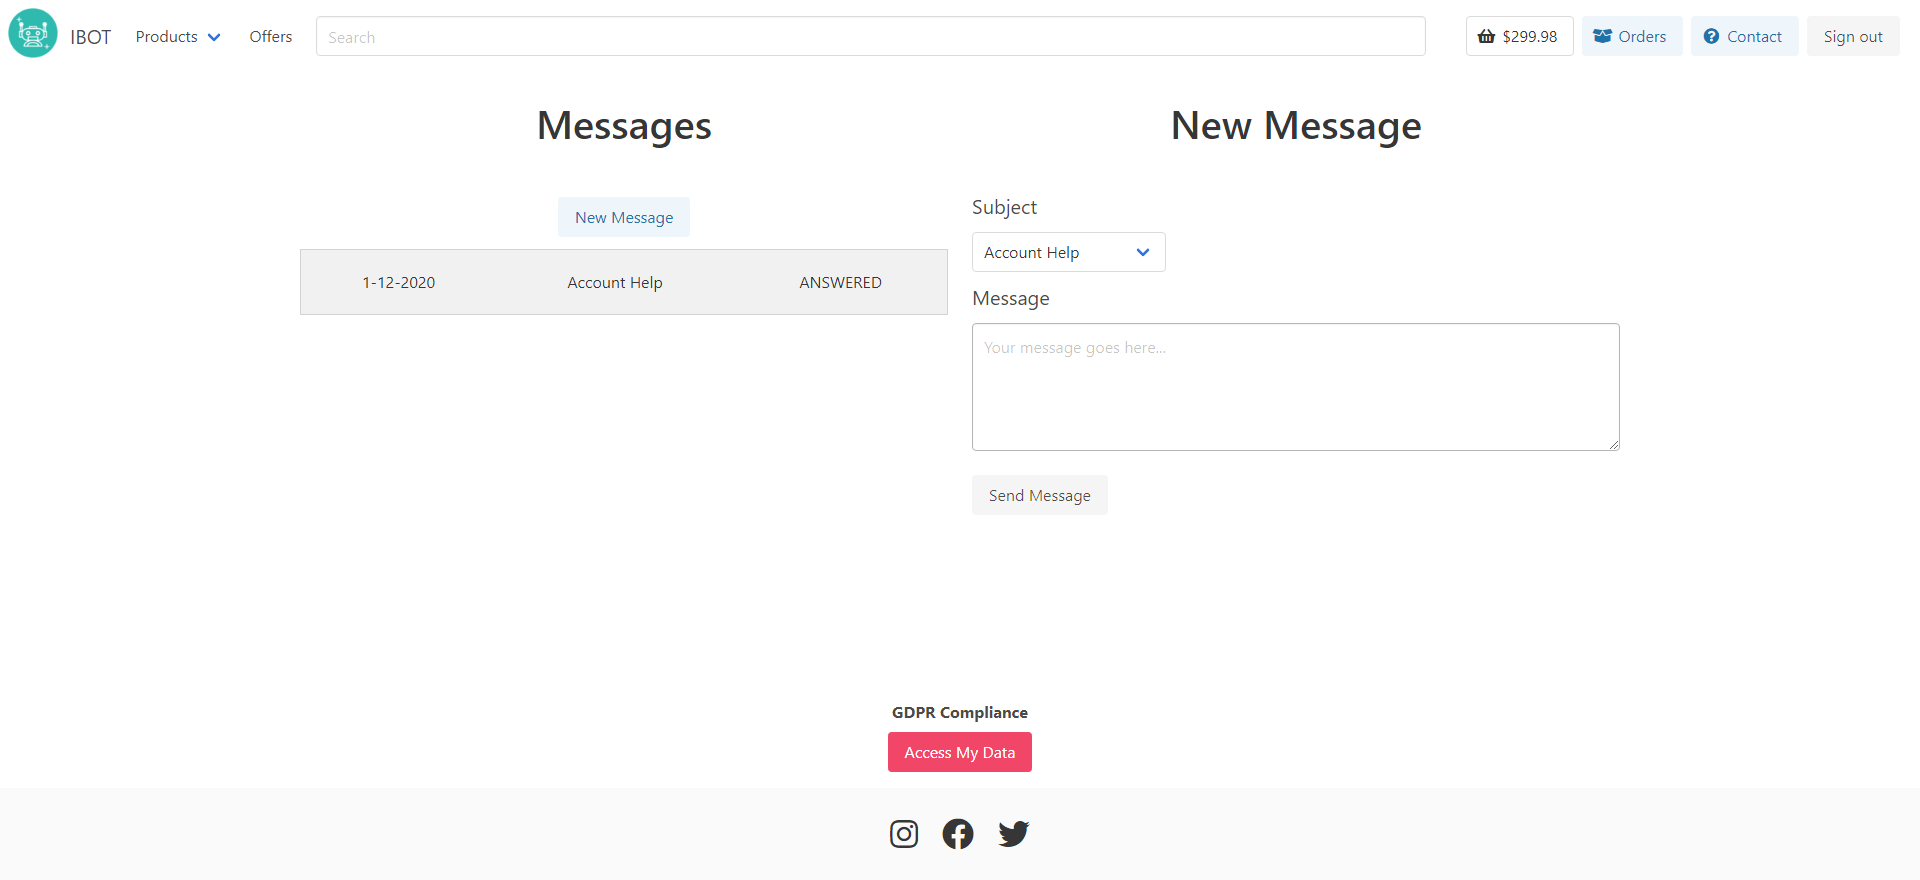 IBOT Products Offers Search $299.98 Orders Contact Sign out
Messages
New Message
1-12-2020 Account Help ANSWERED
New Message
Subject
Account Help
Message
Your message goes here...
Send Message
GDPR Compliance
Access My Data